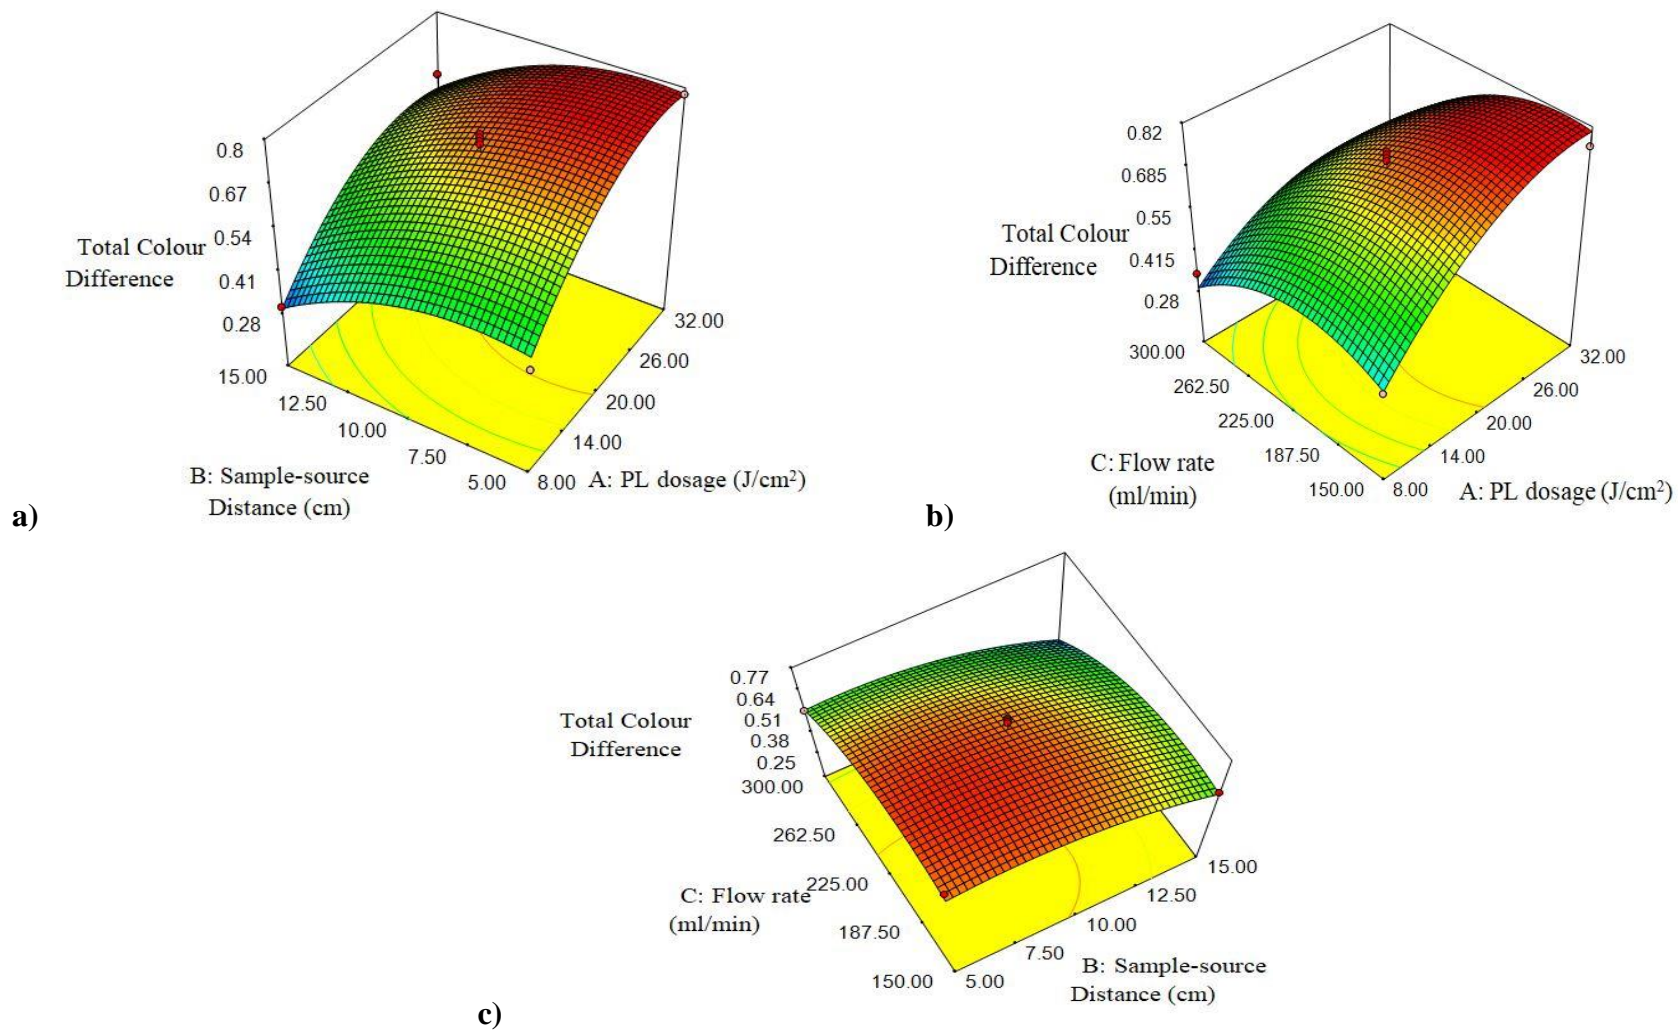 0.8
0.67
0.54
0.41
0.28
Total Colour
Difference
15.00
12.50
10.00
7.50
5.00
B: Sample-source
Distance (cm)
8.00
14.00
20.00
26.00
32.00
A: PL dosage (J/cm²)
a)
0.82
0.685
0.55
0.415
0.28
Total Colour
Difference
300.00
262.50
225.00
187.50
150.00
C: Flow rate
(ml/min)
8.00
14.00
20.00
26.00
32.00
A: PL dosage (J/cm²)
b)
0.77
0.64
0.51
0.38
0.25
Total Colour
Difference
300.00
262.50
225.00
187.50
150.00
C: Flow rate
(ml/min)
5.00
7.50
10.00
12.50
15.00
B: Sample-source
Distance (cm)
c)